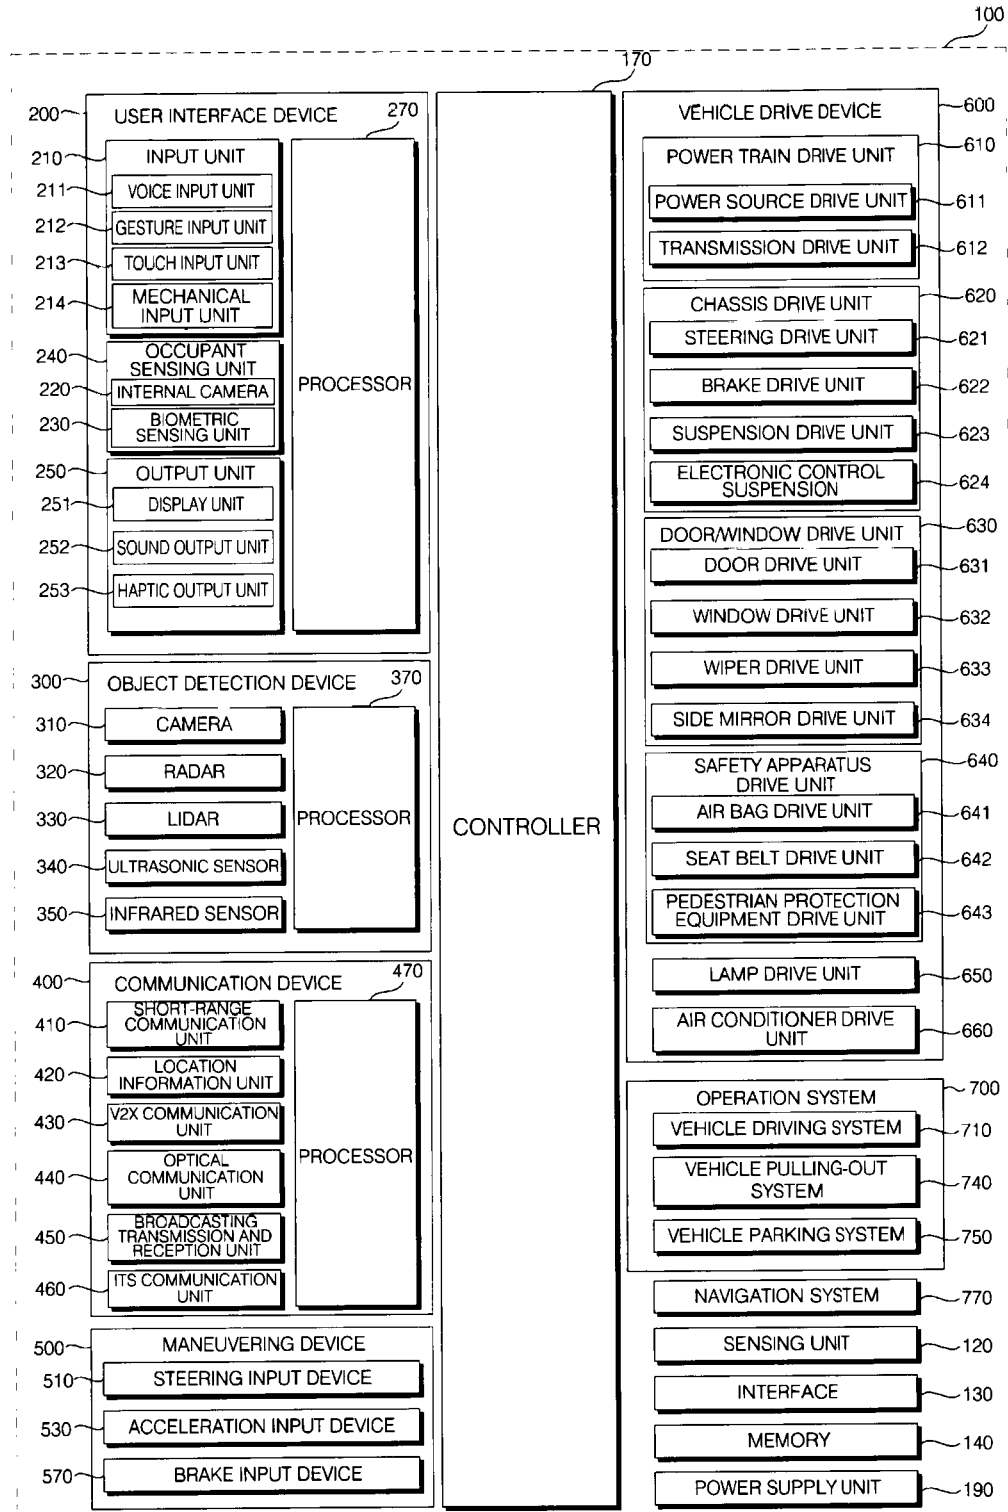 100
170
200
USER INTERFACE DEVICE
270
210
INPUT UNIT
211
VOICE INPUT UNIT
212
GESTURE INPUT UNIT
213
TOUCH INPUT UNIT
214
MECHANICAL
INPUT UNIT
240
OCCUPANT
SENSING UNIT
220
INTERNAL CAMERA
230
BIOMETRIC
SENSING UNIT
250
OUTPUT UNIT
251
DISPLAY UNIT
252
SOUND OUTPUT UNIT
253
HAPTIC OUTPUT UNIT
PROCESSOR
300
OBJECT DETECTION DEVICE
370
310
CAMERA
320
RADAR
330
LIDAR
340
ULTRASONIC SENSOR
350
INFRARED SENSOR
PROCESSOR
400
COMMUNICATION DEVICE
470
410
SHORT-RANGE
COMMUNICATION
UNIT
420
LOCATION
INFORMATION UNIT
430
V2X COMMUNICATION
UNIT
440
OPTICAL
COMMUNICATION
UNIT
450
BROADCASTING
TRANSMISSION AND
RECEPTION UNIT
460
ITS COMMUNICATION
UNIT
PROCESSOR
500
MANEUVERING DEVICE
510
STEERING INPUT DEVICE
530
ACCELERATION INPUT DEVICE
570
BRAKE INPUT DEVICE
CONTROLLER
VEHICLE DRIVE DEVICE
600
POWER TRAIN DRIVE UNIT
610
POWER SOURCE DRIVE UNIT
611
TRANSMISSION DRIVE UNIT
612
CHASSIS DRIVE UNIT
620
STEERING DRIVE UNIT
621
BRAKE DRIVE UNIT
622
SUSPENSION DRIVE UNIT
623
ELECTRONIC CONTROL
SUSPENSION
624
DOOR/WINDOW DRIVE UNIT
630
DOOR DRIVE UNIT
631
WINDOW DRIVE UNIT
632
WIPER DRIVE UNIT
633
SIDE MIRROR DRIVE UNIT
634
SAFETY APPARATUS
DRIVE UNIT
640
AIR BAG DRIVE UNIT
641
SEAT BELT DRIVE UNIT
642
PEDESTRIAN PROTECTION
EQUIPMENT DRIVE UNIT
643
LAMP DRIVE UNIT
650
AIR CONDITIONER DRIVE
UNIT
660
OPERATION SYSTEM
700
VEHICLE DRIVING SYSTEM
710
VEHICLE PULLING-OUT
SYSTEM
740
VEHICLE PARKING SYSTEM
750
NAVIGATION SYSTEM
770
SENSING UNIT
120
INTERFACE
130
MEMORY
140
POWER SUPPLY UNIT
190